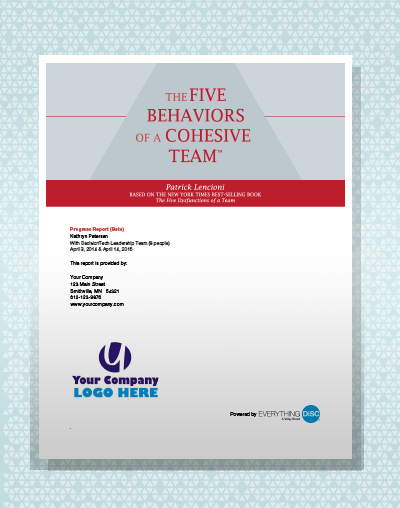 THE FIVE
BEHAVIORS
OF A COHESIVE
TEAM™
Patrick Lencioni
BASED ON THE NEW YORK TIMES BEST-SELLING BOOK
The Five Dysfunctions of a Team
Progress Report (Beta)
Kathryn Petersen
With DecisionTech Leadership Team (8 people)
April 3, 2014 & April 14, 2015
This report is provided by:
Your Company
123 Main Street
Smithville, MN 54321
612-123-9876
www.yourcompany.com
Your Company
LOGO HERE
Powered by EVERYTHING DiSC
A Wiley Brand